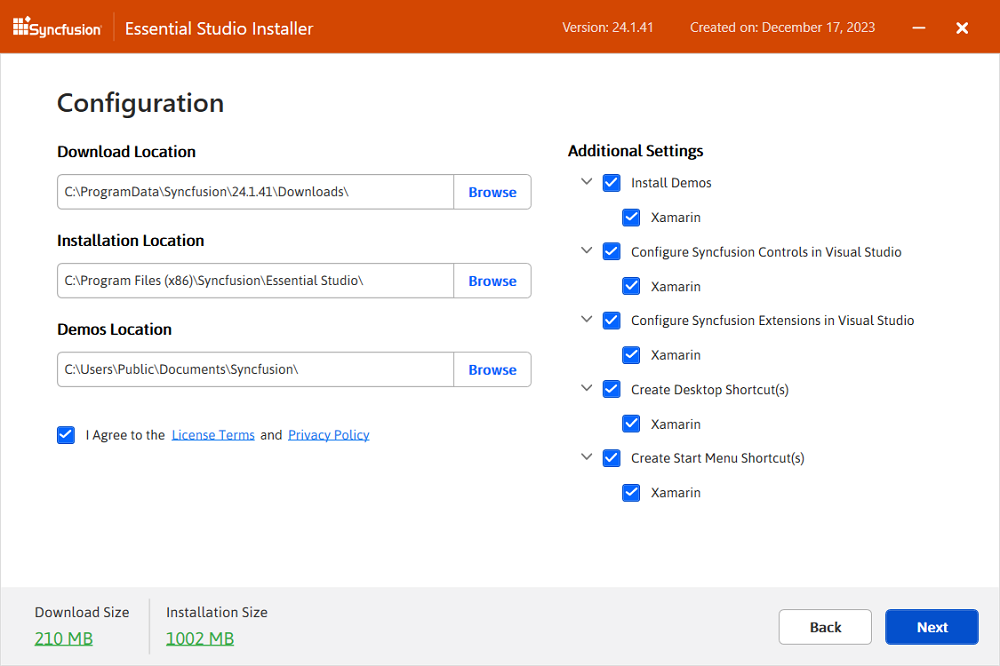 Syncfusion Essential Studio Installer Version: 24.1.41 Created on: December 17, 2023
Configuration
Download Location
C:\ProgramData\Syncfusion\24.1.41\Downloads\ Browse
Installation Location
C:\Program Files (x86)\Syncfusion\Essential Studio\ Browse
Demos Location
C:\Users\Public\Documents\Syncfusion\ Browse
I Agree to the License Terms and Privacy Policy
Additional Settings
Install Demos
Xamarin
Configure Syncfusion Controls in Visual Studio
Xamarin
Configure Syncfusion Extensions in Visual Studio
Xamarin
Create Desktop Shortcut(s)
Xamarin
Create Start Menu Shortcut(s)
Xamarin
Download Size
210 MB
Installation Size
1002 MB
Back Next